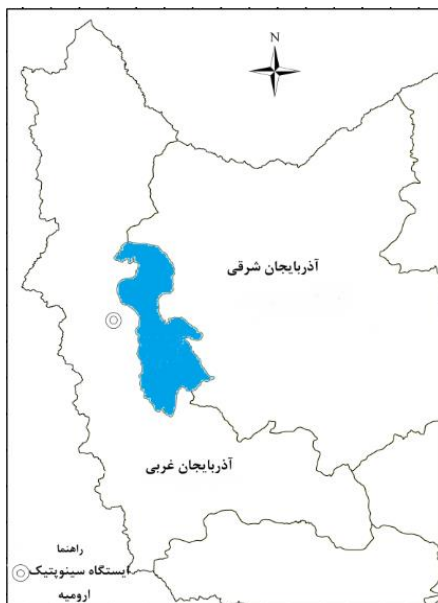 N
آذربایجان شرقی
آذربایجان غربی
راهنما
ایستگاه سینوپتیک
ارومیه